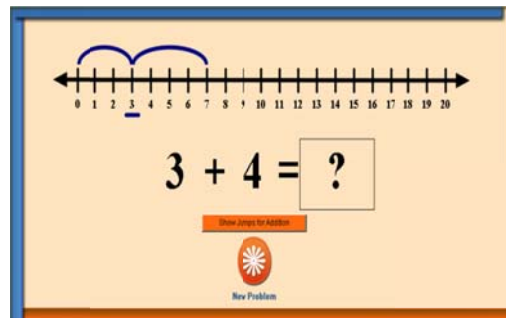 0 1 2 3 4 5 6 7 8 9 10 11 12 13 14 15 16 17 18 19 20
3 + 4 = ?
Show Jumps for Addition
New Problem